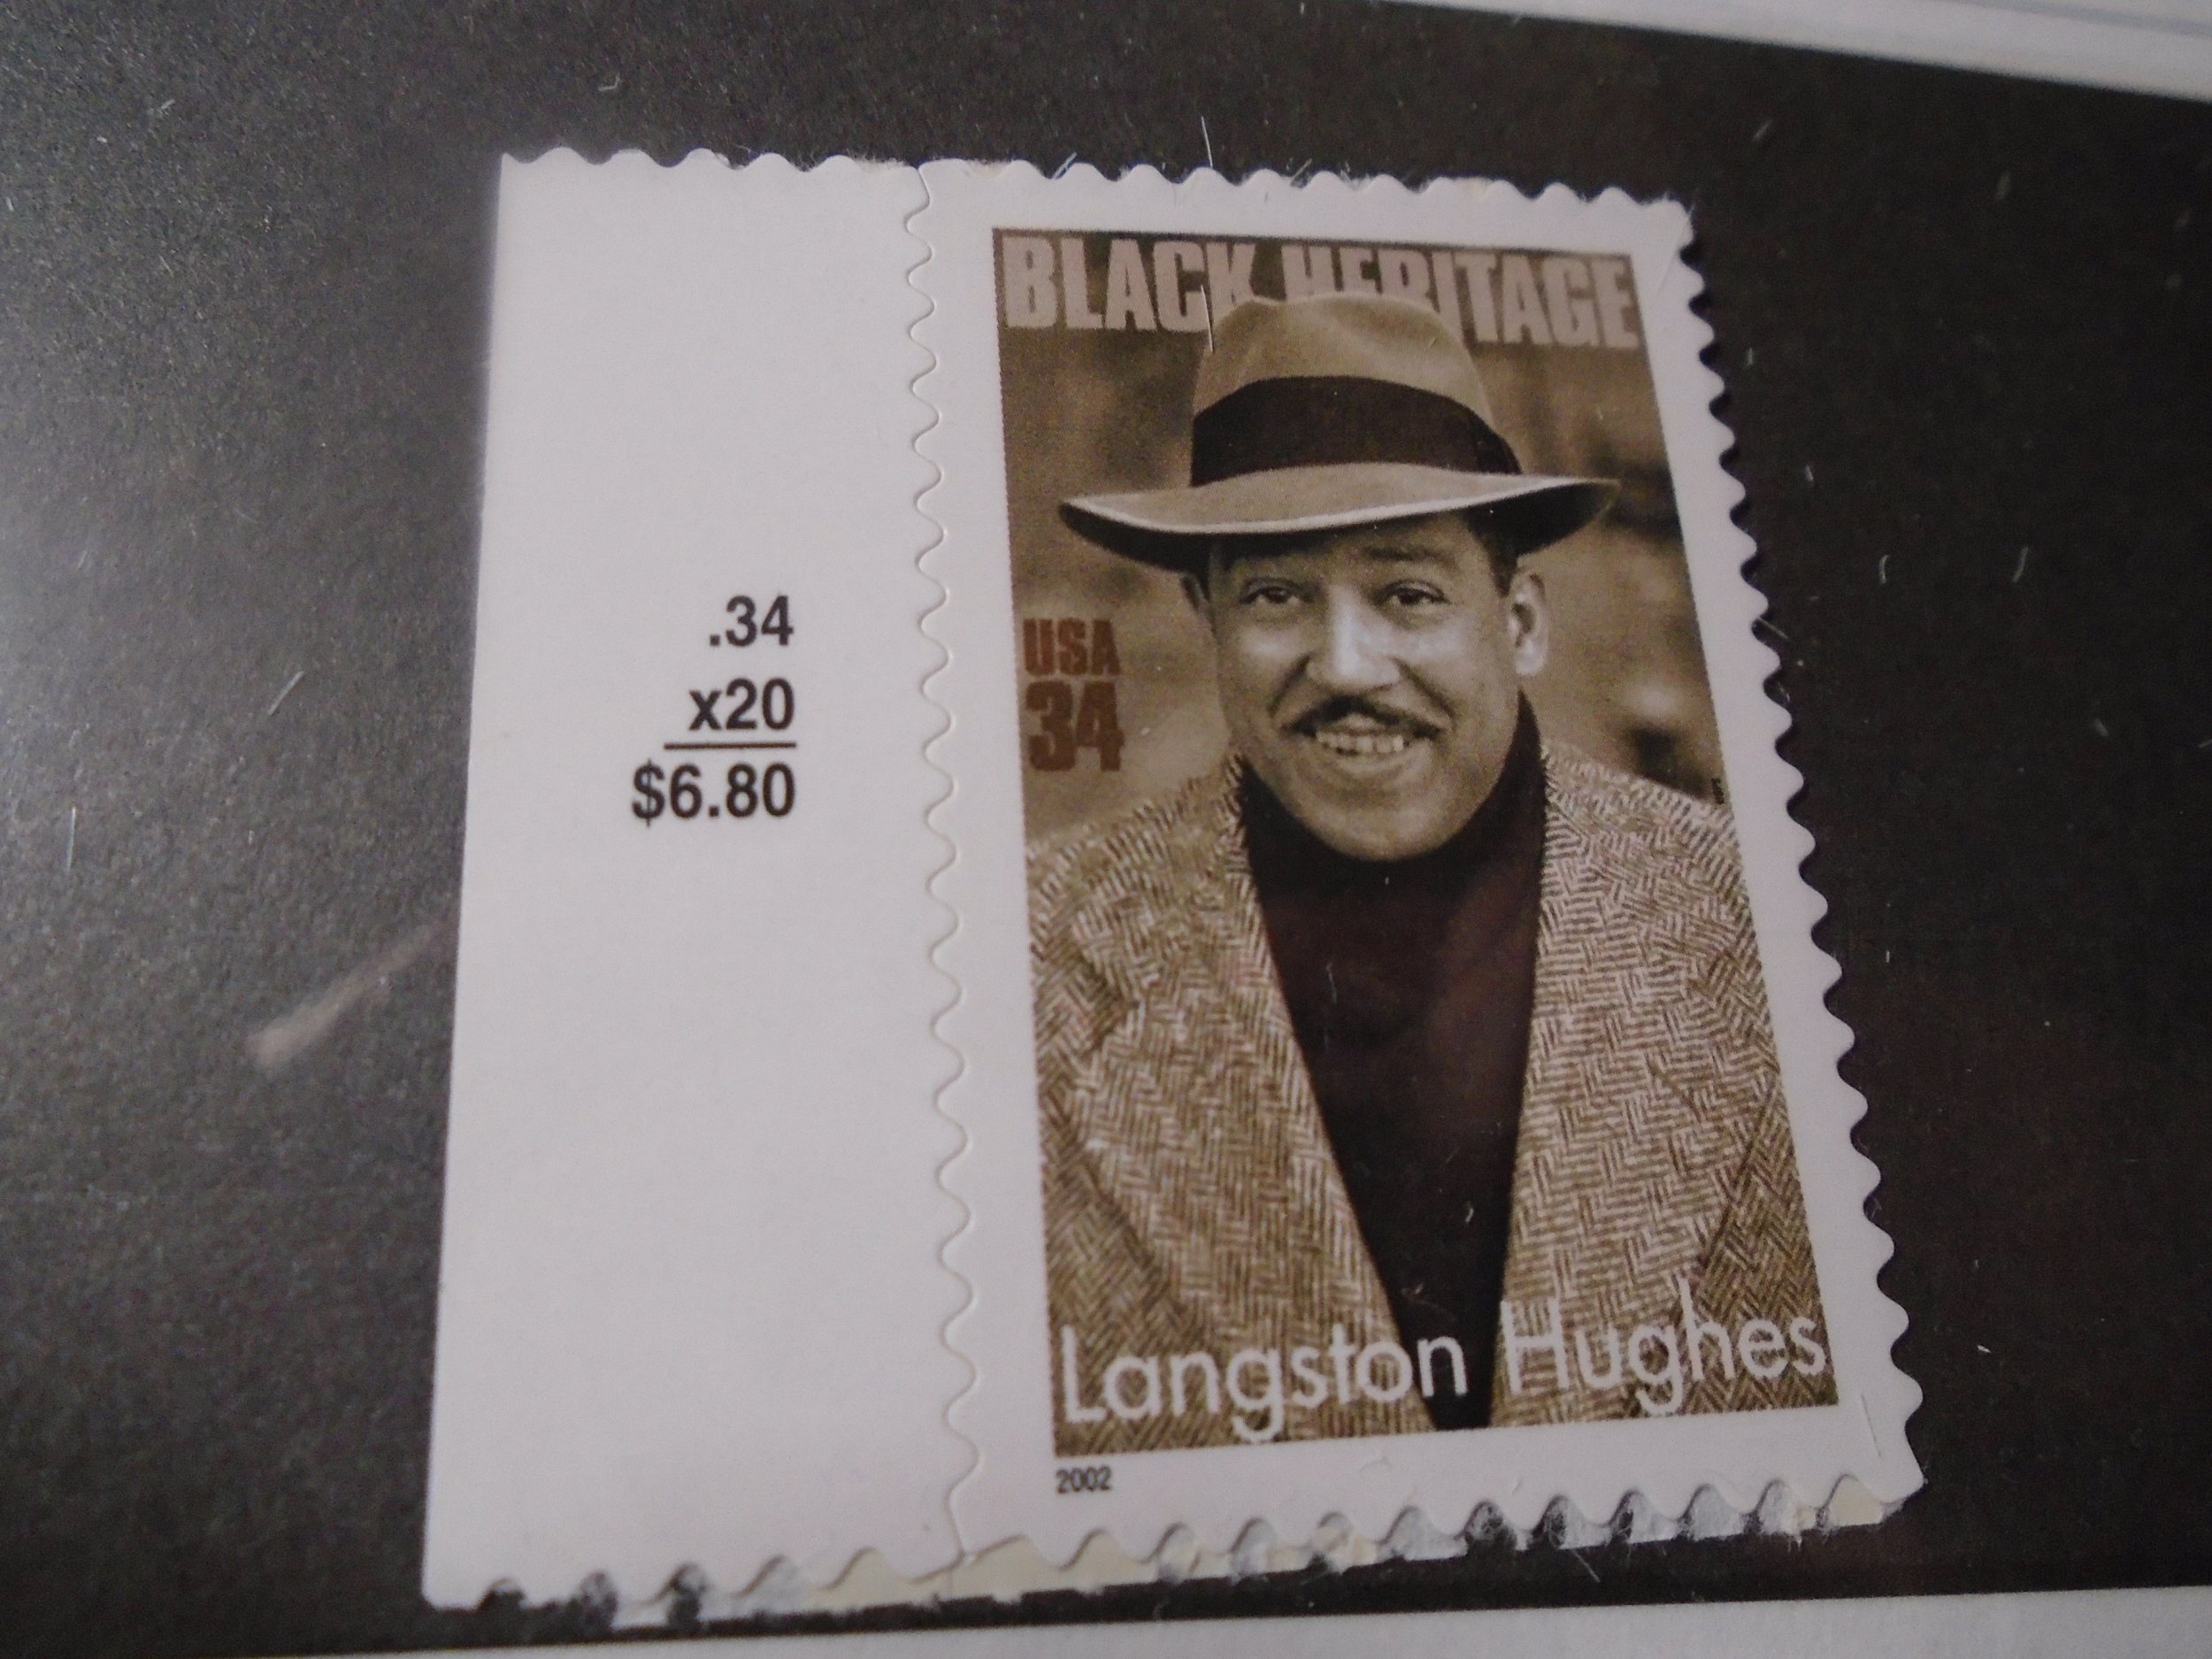 .34
x20
$6.80
BLACK HERITAGE
USA
34
Langston Hughes
2002